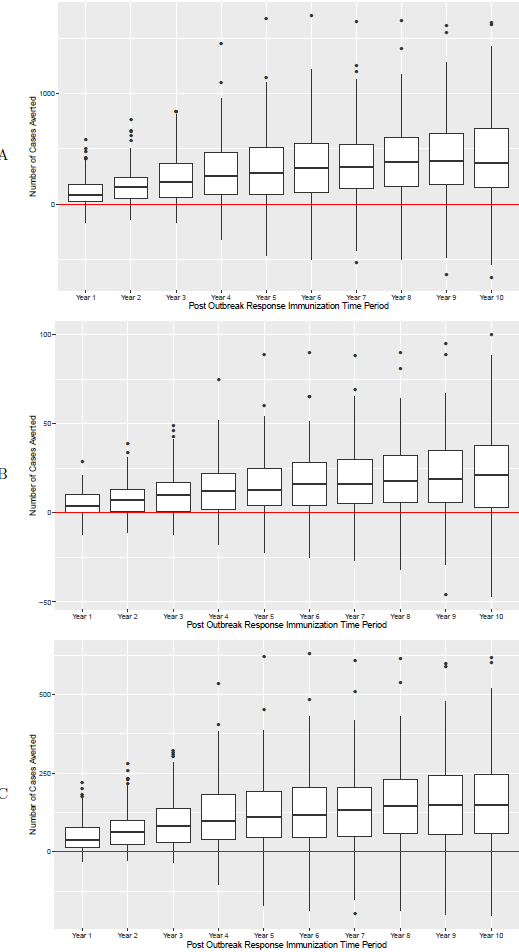 A
Number of Cases Averted
1000
0
Year 1 Year 2 Year 3 Year 4 Year 5 Year 6 Year 7 Year 8 Year 9 Year 10
Post Outbreak Response Immunization Time Period
B
Number of Cases Averted
100
50
0
−50
Year 1 Year 2 Year 3 Year 4 Year 5 Year 6 Year 7 Year 8 Year 9 Year 10
Post Outbreak Response Immunization Time Period
C
Number of Cases Averted
500
250
0
Year 1 Year 2 Year 3 Year 4 Year 5 Year 6 Year 7 Year 8 Year 9 Year 10
Post Outbreak Response Immunization Time Period